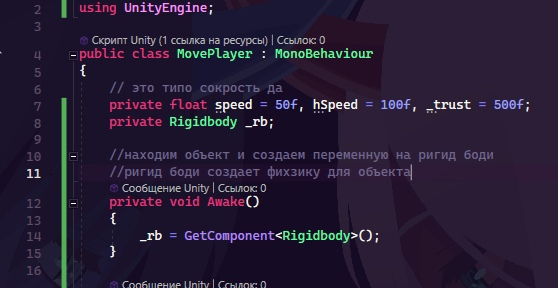 2 using UnityEngine;
3
Скрипт Unity (1 ссылка на ресурсы) | Ссылок: 0
4 public class MovePlayer : MonoBehaviour
5 {
6 // это типо сокрость да
7 private float speed = 50f, hSpeed = 100f, _trust = 500f;
8 private Rigidbody _rb;
9
10 //находим объект и создаем переменную на ригид боди
11 //ригид боди создает фихзику для объекта
Сообщение Unity | Ссылок: 0
12 private void Awake()
13 {
14 _rb = GetComponent<Rigidbody>();
15 }
16
Сообщение Unity | Ссылок: 0